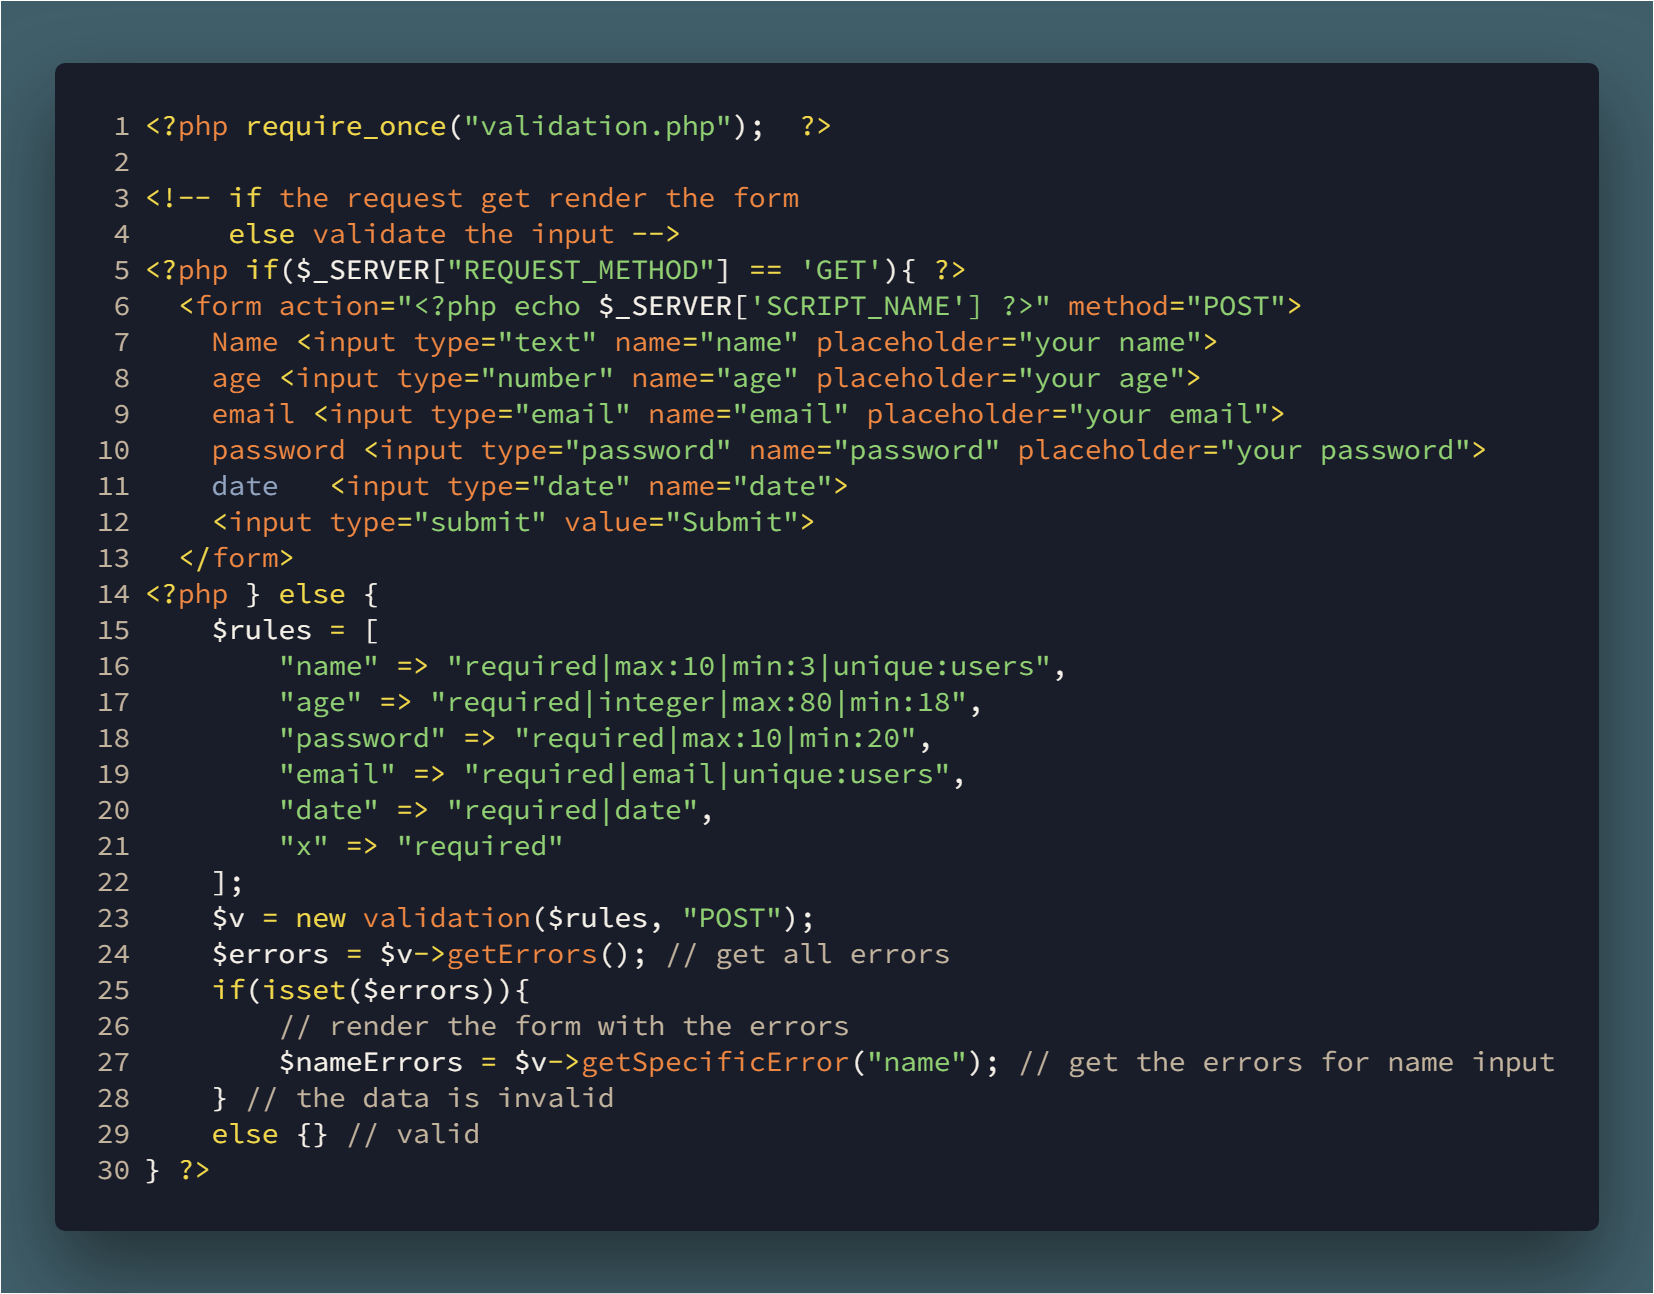 1 <?php require_once("validation.php");  ?>
2
3 <!-- if the request get render the form
4      else validate the input -->
5 <?php if($_SERVER["REQUEST_METHOD"] == 'GET'){ ?>
6   <form action="<?php echo $_SERVER['SCRIPT_NAME'] ?>" method="POST">
7     Name <input type="text" name="name" placeholder="your name">
8     age <input type="number" name="age" placeholder="your age">
9     email <input type="email" name="email" placeholder="your email">
10     password <input type="password" name="password" placeholder="your password">
11     date   <input type="date" name="date">
12     <input type="submit" value="Submit">
13   </form>
14 <?php } else {
15     $rules = [
16         "name" => "required|max:10|min:3|unique:users",
17         "age" => "required|integer|max:80|min:18",
18         "password" => "required|max:10|min:20",
19         "email" => "required|email|unique:users",
20         "date" => "required|date",
21         "x" => "required"
22     ];
23     $v = new validation($rules, "POST");
24     $errors = $v->getErrors(); // get all errors
25     if(isset($errors)){
26         // render the form with the errors
27         $nameErrors = $v->getSpecificError("name"); // get the errors for name input
28     } // the data is invalid
29     else {} // valid
30 } ?>